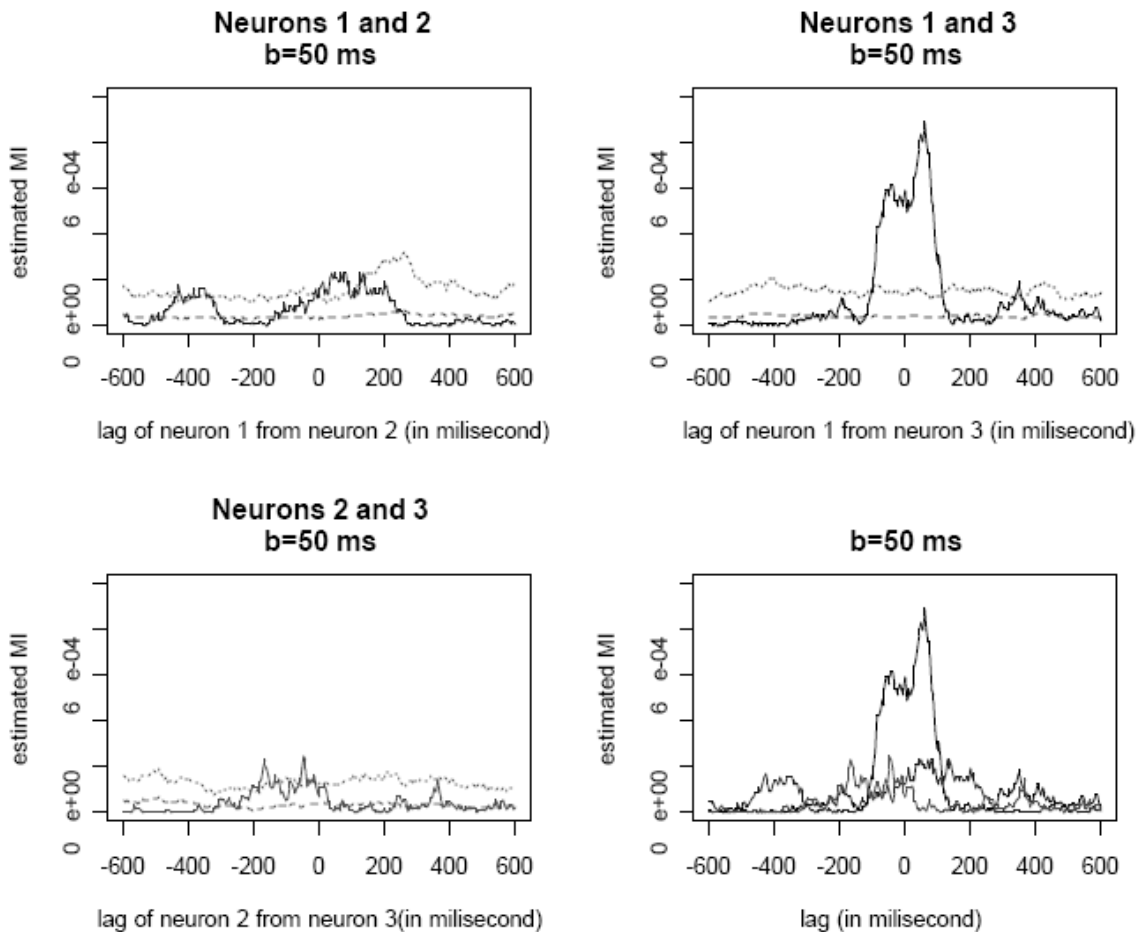 Neurons 1 and 2
b=50 ms
estimated MI
0 e+00 6 e-04
-600 -400 -200 0 200 400 600
lag of neuron 1 from neuron 2 (in milisecond)
Neurons 1 and 3
b=50 ms
estimated MI
0 e+00 6 e-04
-600 -400 -200 0 200 400 600
lag of neuron 1 from neuron 3 (in milisecond)
Neurons 2 and 3
b=50 ms
estimated MI
0 e+00 6 e-04
-600 -400 -200 0 200 400 600
lag of neuron 2 from neuron 3(in milisecond)
b=50 ms
estimated MI
0 e+00 6 e-04
-600 -400 -200 0 200 400 600
lag (in milisecond)